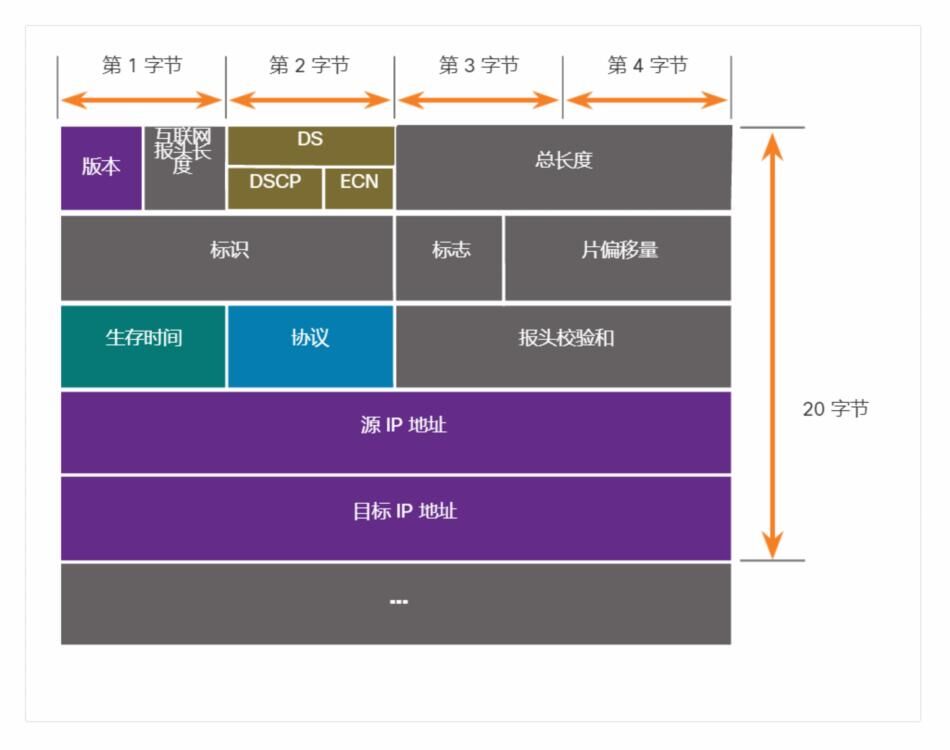 第 1 字节
第 2 字节
第 3 字节
第 4 字节
版本
互联网
报头长
度
DS
DSCP
ECN
总长度
标识
标志
片偏移量
生存时间
协议
报头校验和
源 IP 地址
目标 IP 地址
20 字节
...